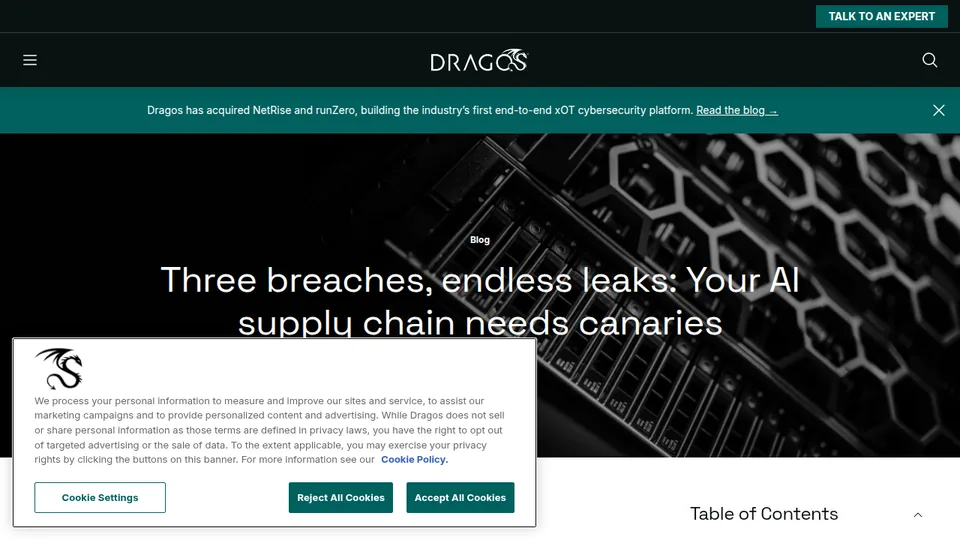 TALK TO AN EXPERT
DRAGOS
Dragos has acquired NetRise and runZero, building the industry's first end-to-end xOT cybersecurity platform. Read the blog →
Blog
Three breaches, endless leaks: Your AI
supply chain needs canaries
We process your personal information to measure and improve our sites and service, to assist our
marketing campaigns and to provide personalized content and advertising. While Dragos does not sell
or share personal information as those terms are defined in privacy laws, you have the right to opt out
of targeted advertising or the sale of data. To the extent applicable, you may exercise your privacy
rights by clicking the buttons on this banner. For more information see our Cookie Policy.
Cookie Settings
Reject All Cookies
Accept All Cookies
Table of Contents